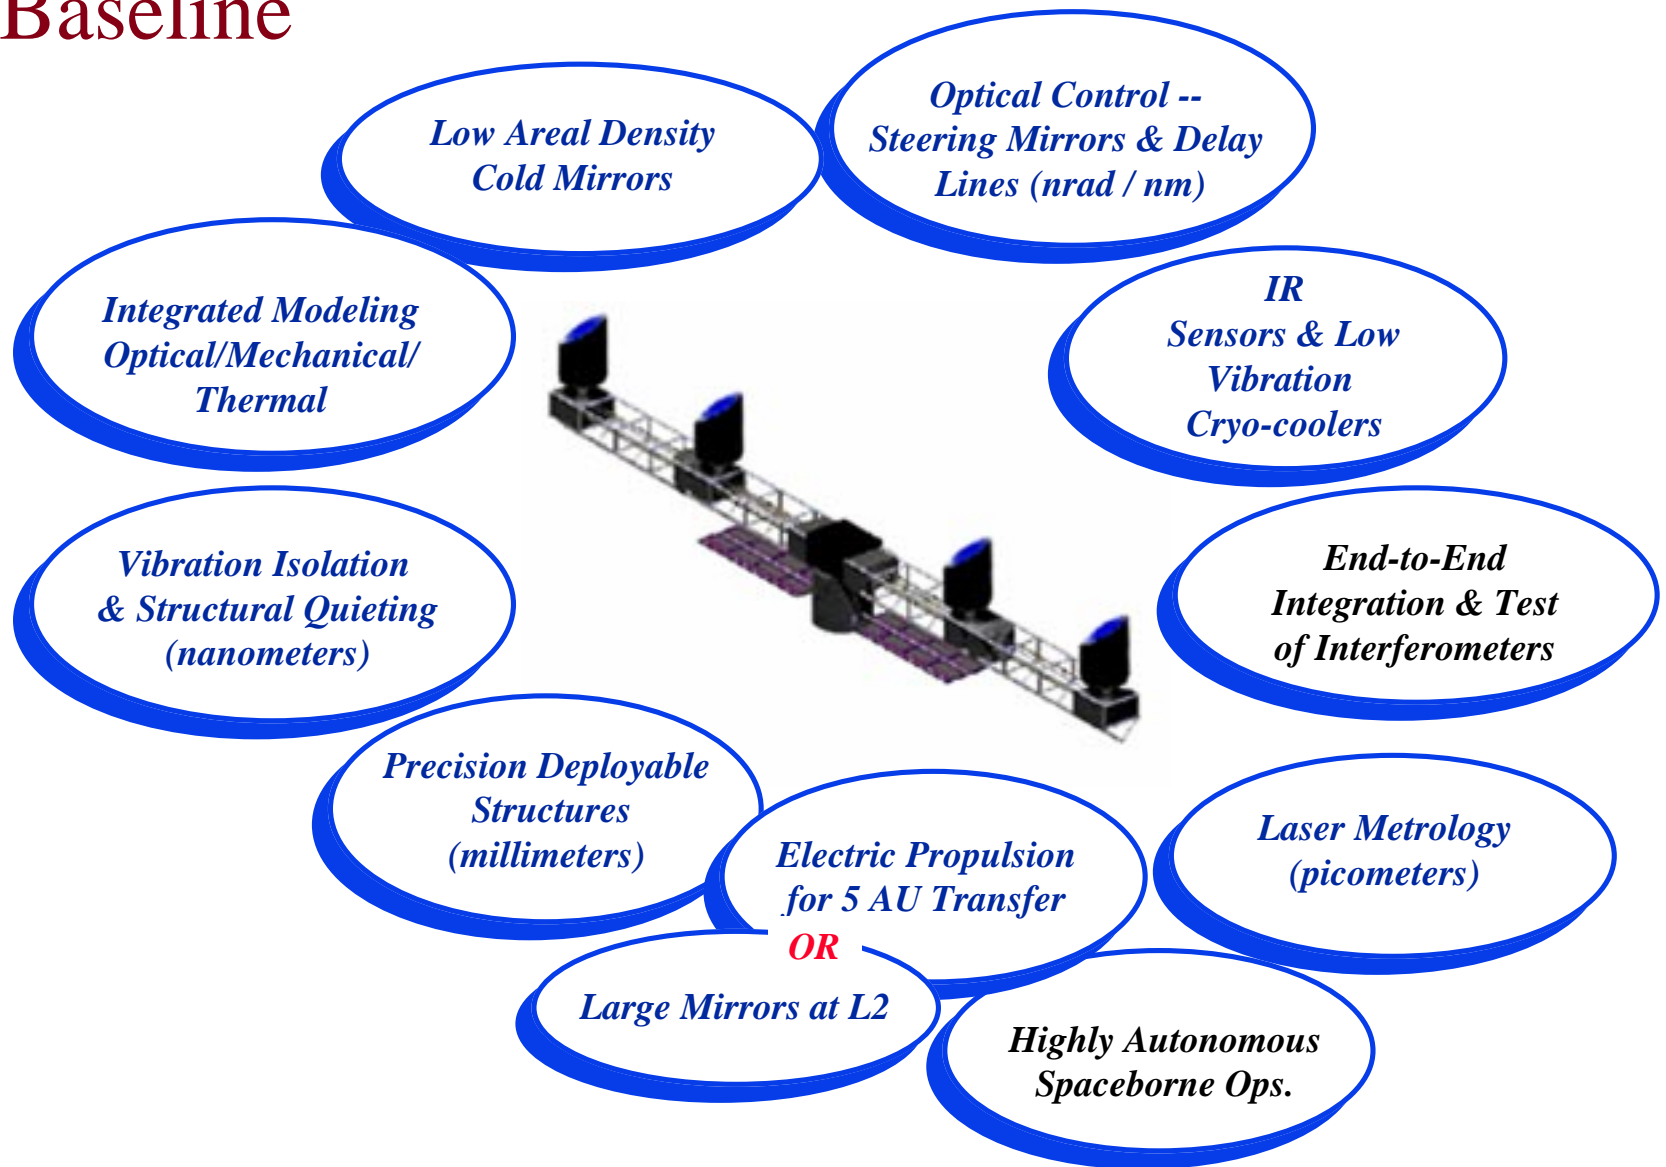 Baseline
Low Areal Density
Cold Mirrors
Optical Control --
Steering Mirrors & Delay
Lines (nrad / nm)
Integrated Modeling
Optical/Mechanical/
Thermal
IR
Sensors & Low
Vibration
Cryo-coolers
Vibration Isolation
& Structural Quieting
(nanometers)
End-to-End
Integration & Test
of Interferometers
Precision Deployable
Structures
(millimeters)
Electric Propulsion
for 5 AU Transfer
OR
Large Mirrors at L2
Laser Metrology
(picometers)
Highly Autonomous
Spaceborne Ops.